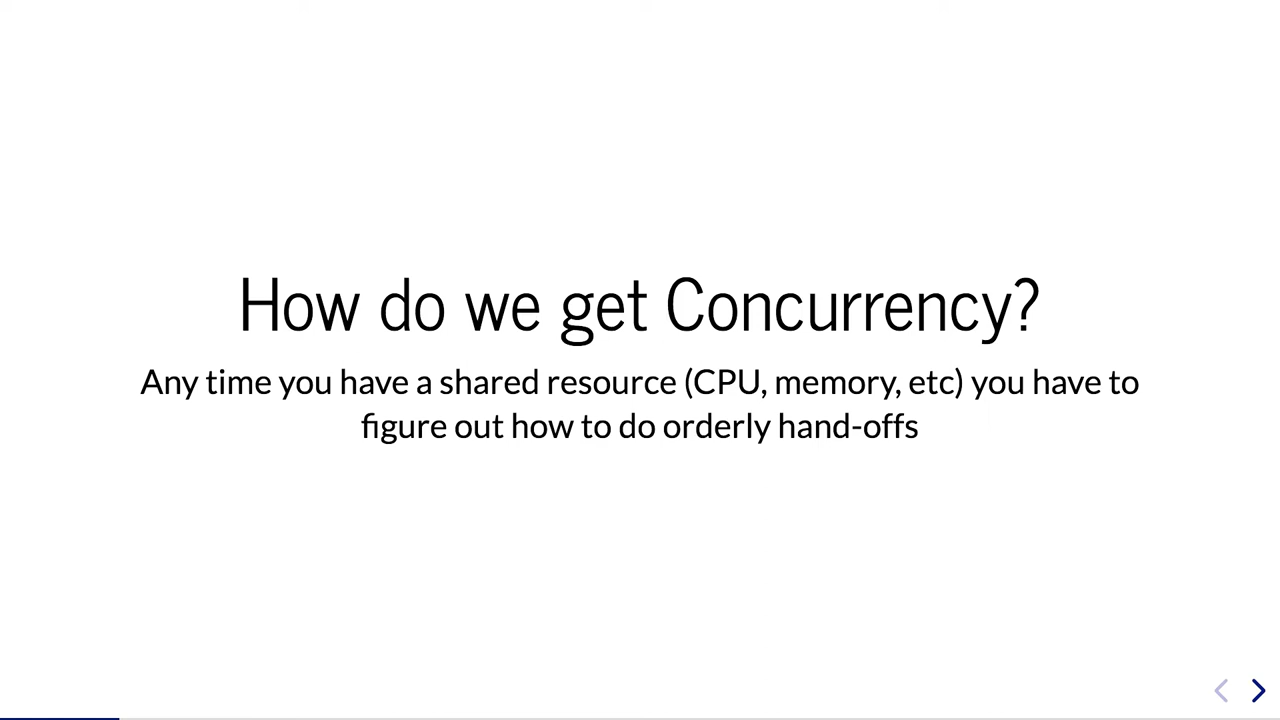 How do we get Concurrency?
Any time you have a shared resource (CPU, memory, etc) you have to
figure out how to do orderly hand-offs